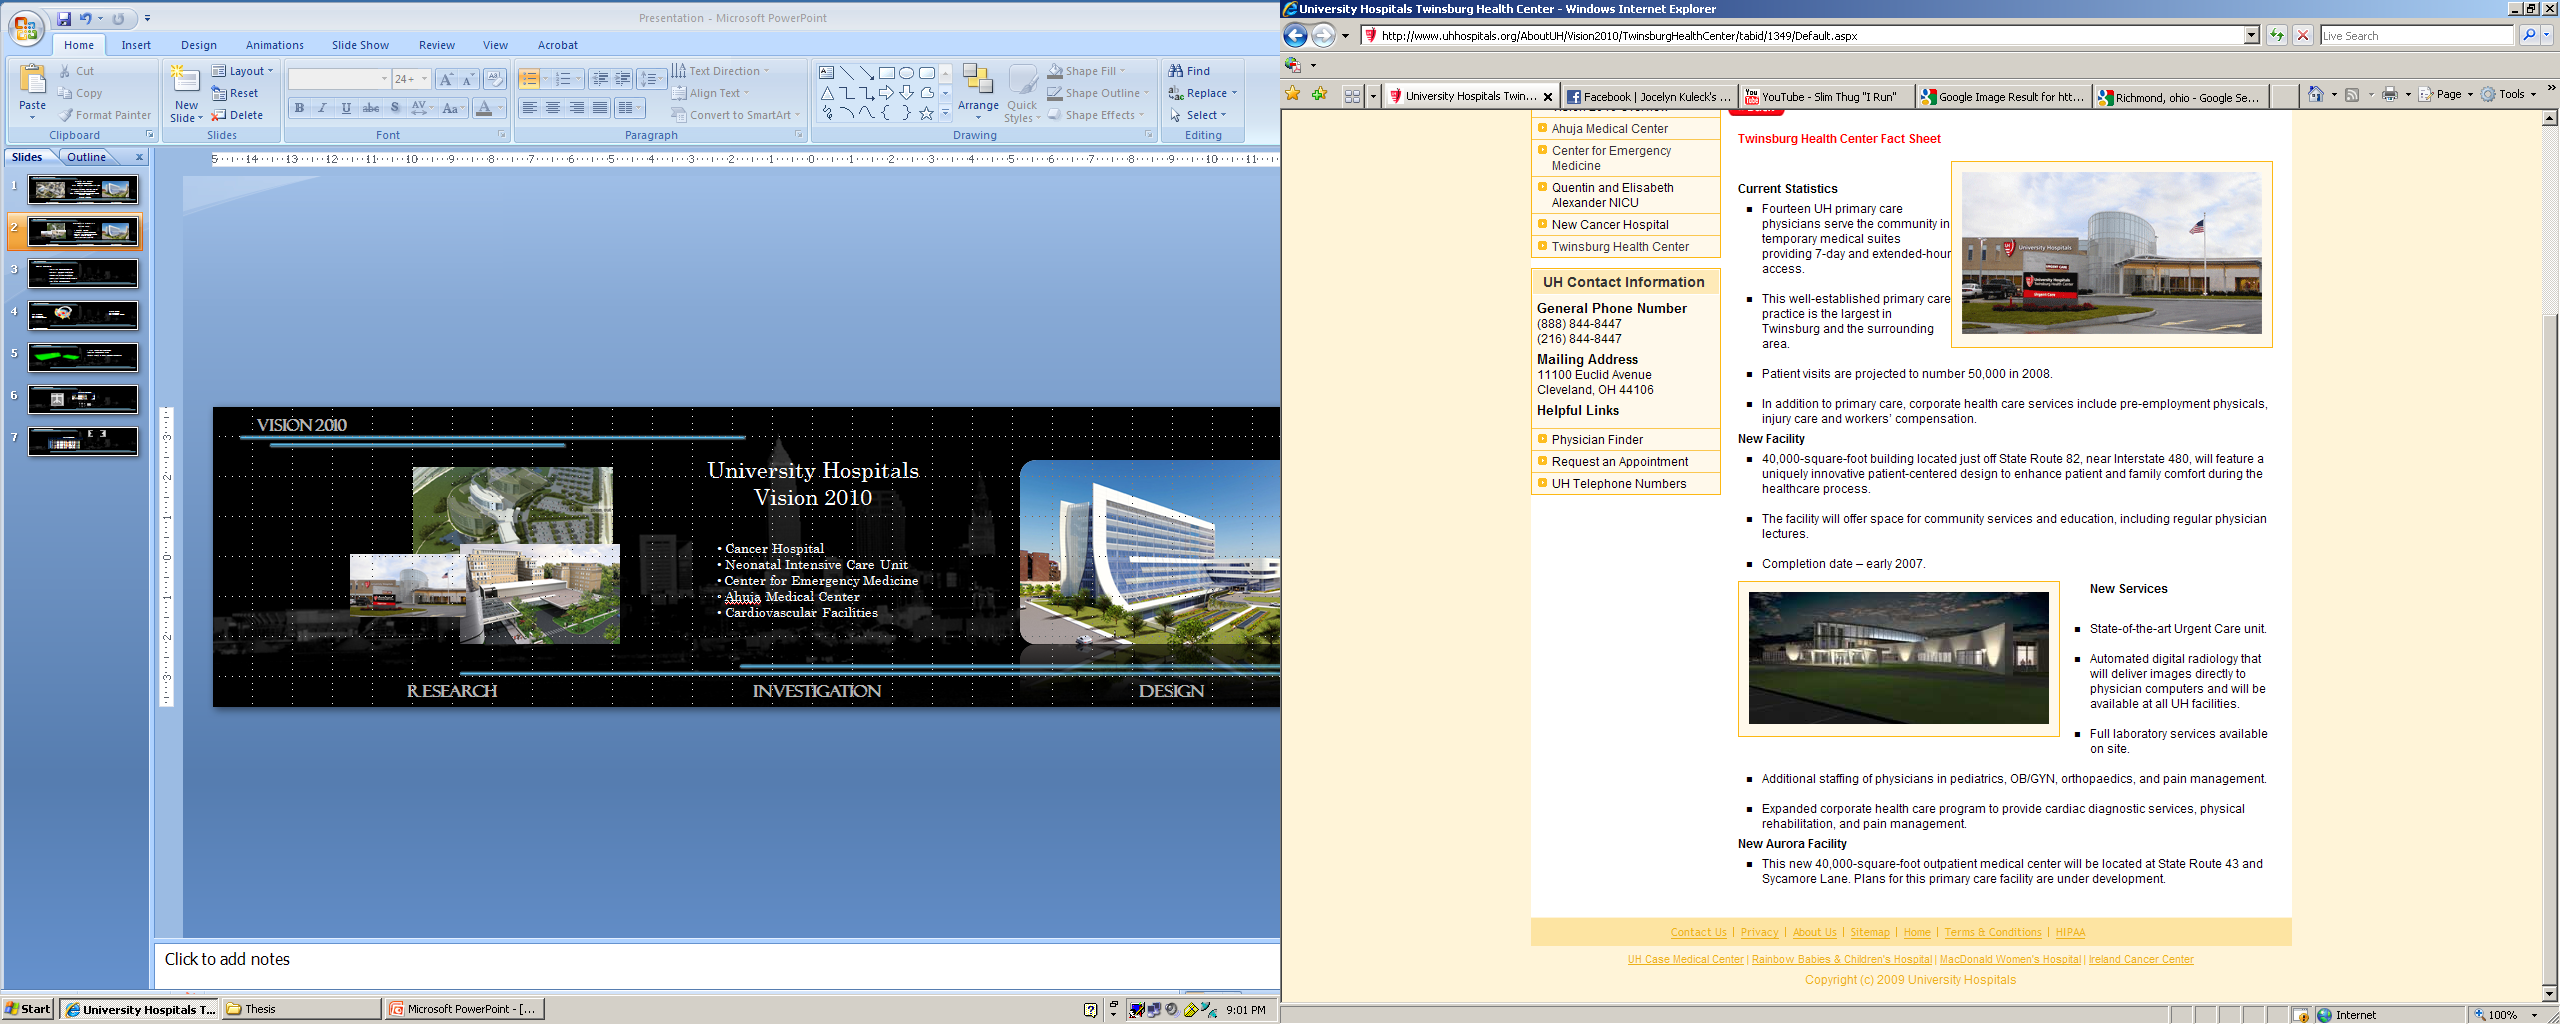 Presentation - Microsoft PowerPoint
Home Insert Design Animations Slide Show Review View Acrobat
Paste
Cut
Copy
Format Painter
Clipboard
New Slide
Layout
Reset
Delete
Slides
24+
Font
Paragraph
Text Direction
Align Text
Convert to SmartArt
Arrange
Quick Styles
Shape Fill
Shape Outline
Shape Effects
Drawing
Find
Replace
Select
Editing
Slides Outline
1
2
3
4
5
6
7
VISION 2010
University Hospitals
Vision 2010
• Cancer Hospital
• Neonatal Intensive Care Unit
• Center for Emergency Medicine
• Ahuja Medical Center
• Cardiovascular Facilities
RESEARCH INVESTIGATION DESIGN
Click to add notes
Start
University Hospitals T...
Thesis
Microsoft PowerPoint - [...
9:01 PM
University Hospitals Twinsburg Health Center - Windows Internet Explorer
http://www.uhhospitals.org/AboutUH/Vision2010/TwinsburgHealthCenter/tabid/1349/Default.aspx
Live Search
University Hospitals Twin...
Facebook | Jocelyn Kuleck's ...
YouTube - Slim Thug "I Run"
Google Image Result for htt...
Richmond, ohio - Google Se...
Page
Tools
Ahuja Medical Center
Center for Emergency
Medicine
Quentin and Elisabeth
Alexander NICU
New Cancer Hospital
Twinsburg Health Center
UH Contact Information
General Phone Number
(888) 844-8447
(216) 844-8447
Mailing Address
11100 Euclid Avenue
Cleveland, OH 44106
Helpful Links
Physician Finder
Request an Appointment
UH Telephone Numbers
Twinsburg Health Center Fact Sheet
Current Statistics
Fourteen UH primary care
physicians serve the community in
temporary medical suites
providing 7-day and extended-hour
access.
This well-established primary care
practice is the largest in
Twinsburg and the surrounding
area.
Patient visits are projected to number 50,000 in 2008.
In addition to primary care, corporate health care services include pre-employment physicals,
injury care and workers' compensation.
New Facility
40,000-square-foot building located just off State Route 82, near Interstate 480, will feature a
uniquely innovative patient-centered design to enhance patient and family comfort during the
healthcare process.
The facility will offer space for community services and education, including regular physician
lectures.
Completion date – early 2007.
New Services
State-of-the-art Urgent Care unit.
Automated digital radiology that
will deliver images directly to
physician computers and will be
available at all UH facilities.
Full laboratory services available
on site.
Additional staffing of physicians in pediatrics, OB/GYN, orthopaedics, and pain management.
Expanded corporate health care program to provide cardiac diagnostic services, physical
rehabilitation, and pain management.
New Aurora Facility
This new 40,000-square-foot outpatient medical center will be located at State Route 43 and
Sycamore Lane. Plans for this primary care facility are under development.
Contact Us | Privacy | About Us | Sitemap | Home | Terms & Conditions | HIPAA
UH Case Medical Center | Rainbow Babies & Children's Hospital | MacDonald Women's Hospital | Ireland Cancer Center
Copyright (c) 2009 University Hospitals
Internet
100%